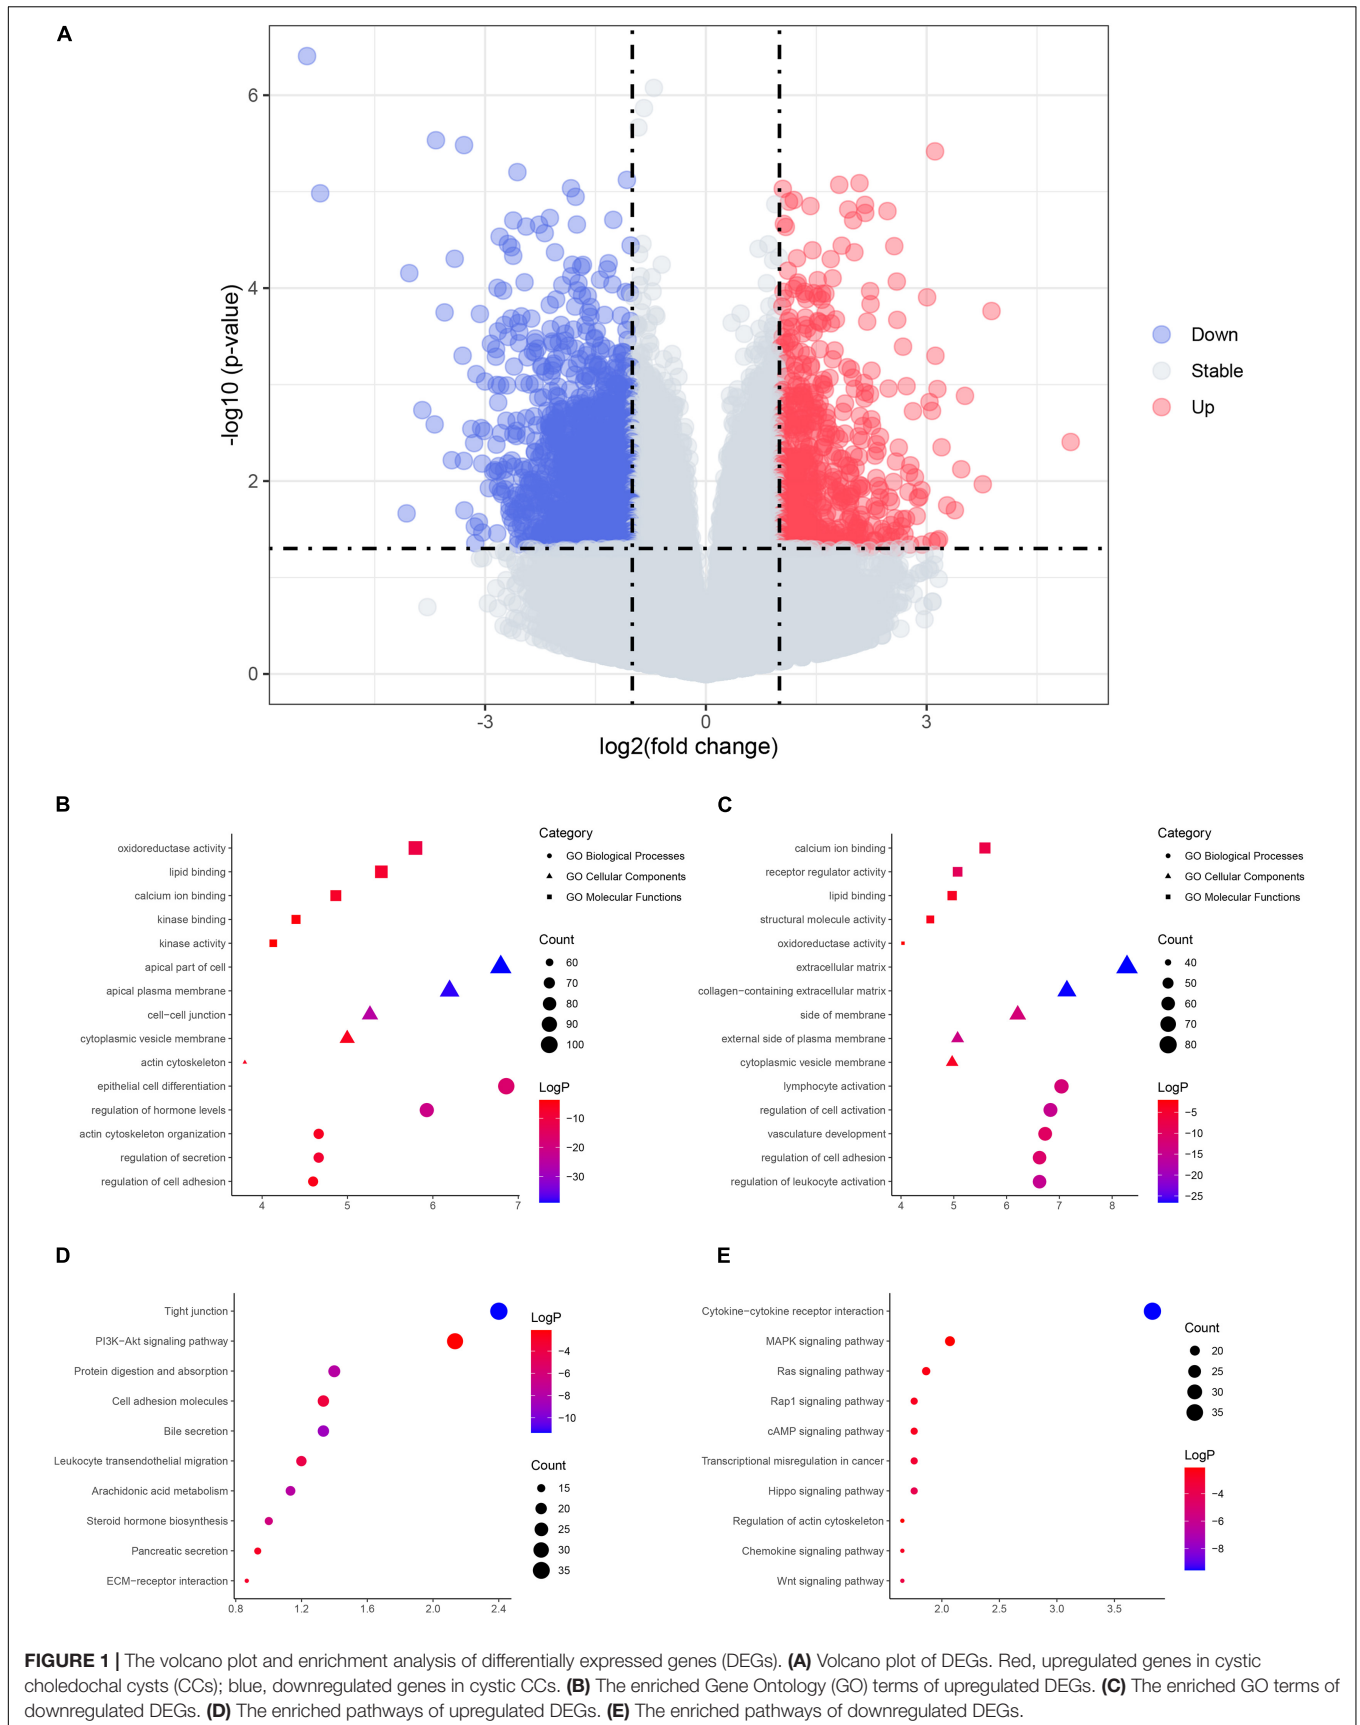 A
6
4
2
0
-log10 (p-value)
-3
0
3
log2(fold change)
Down
Stable
Up
B
oxidoreductase activity
lipid binding
calcium ion binding
kinase binding
kinase activity
apical part of cell
apical plasma membrane
cell−cell junction
cytoplasmic vesicle membrane
actin cytoskeleton
epithelial cell differentiation
regulation of hormone levels
actin cytoskeleton organization
regulation of secretion
regulation of cell adhesion
4
5
6
7
Category
GO Biological Processes
GO Cellular Components
GO Molecular Functions
Count
60
70
80
90
100
LogP
−10
−20
−30
C
calcium ion binding
receptor regulator activity
lipid binding
structural molecule activity
oxidoreductase activity
extracellular matrix
collagen−containing extracellular matrix
side of membrane
external side of plasma membrane
cytoplasmic vesicle membrane
lymphocyte activation
regulation of cell activation
vasculature development
regulation of cell adhesion
regulation of leukocyte activation
4
5
6
7
8
Category
GO Biological Processes
GO Cellular Components
GO Molecular Functions
Count
40
50
60
70
80
LogP
−5
−10
−15
−20
−25
D
Tight junction
PI3K−Akt signaling pathway
Protein digestion and absorption
Cell adhesion molecules
Bile secretion
Leukocyte transendothelial migration
Arachidonic acid metabolism
Steroid hormone biosynthesis
Pancreatic secretion
ECM−receptor interaction
0.8
1.2
1.6
2.0
2.4
LogP
−4
−6
−8
−10
Count
15
20
25
30
35
E
Cytokine−cytokine receptor interaction
MAPK signaling pathway
Ras signaling pathway
Rap1 signaling pathway
cAMP signaling pathway
Transcriptional misregulation in cancer
Hippo signaling pathway
Regulation of actin cytoskeleton
Chemokine signaling pathway
Wnt signaling pathway
2.0
2.5
3.0
3.5
Count
20
25
30
35
LogP
−4
−6
−8
FIGURE 1 | The volcano plot and enrichment analysis of differentially expressed genes (DEGs). (A) Volcano plot of DEGs. Red, upregulated genes in cystic
choledochal cysts (CCs); blue, downregulated genes in cystic CCs. (B) The enriched Gene Ontology (GO) terms of upregulated DEGs. (C) The enriched GO terms of
downregulated DEGs. (D) The enriched pathways of upregulated DEGs. (E) The enriched pathways of downregulated DEGs.